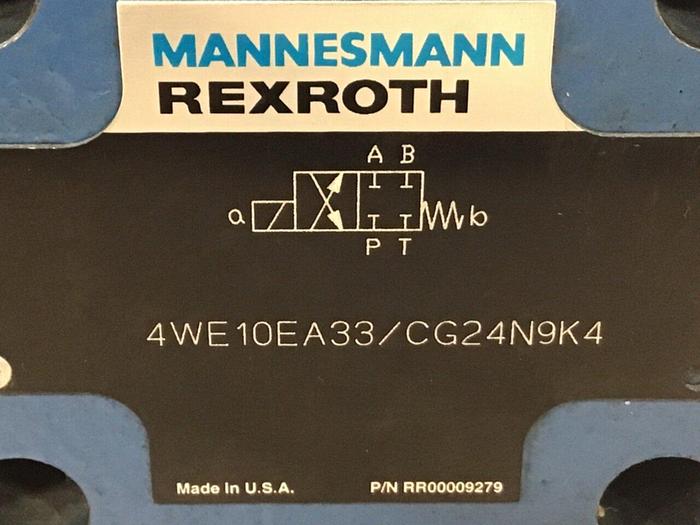 MANNESMANN
REXROTH
A B
a b
P T
4WE10EA33/CG24N9K4
Made in U.S.A. P/N RR00009279